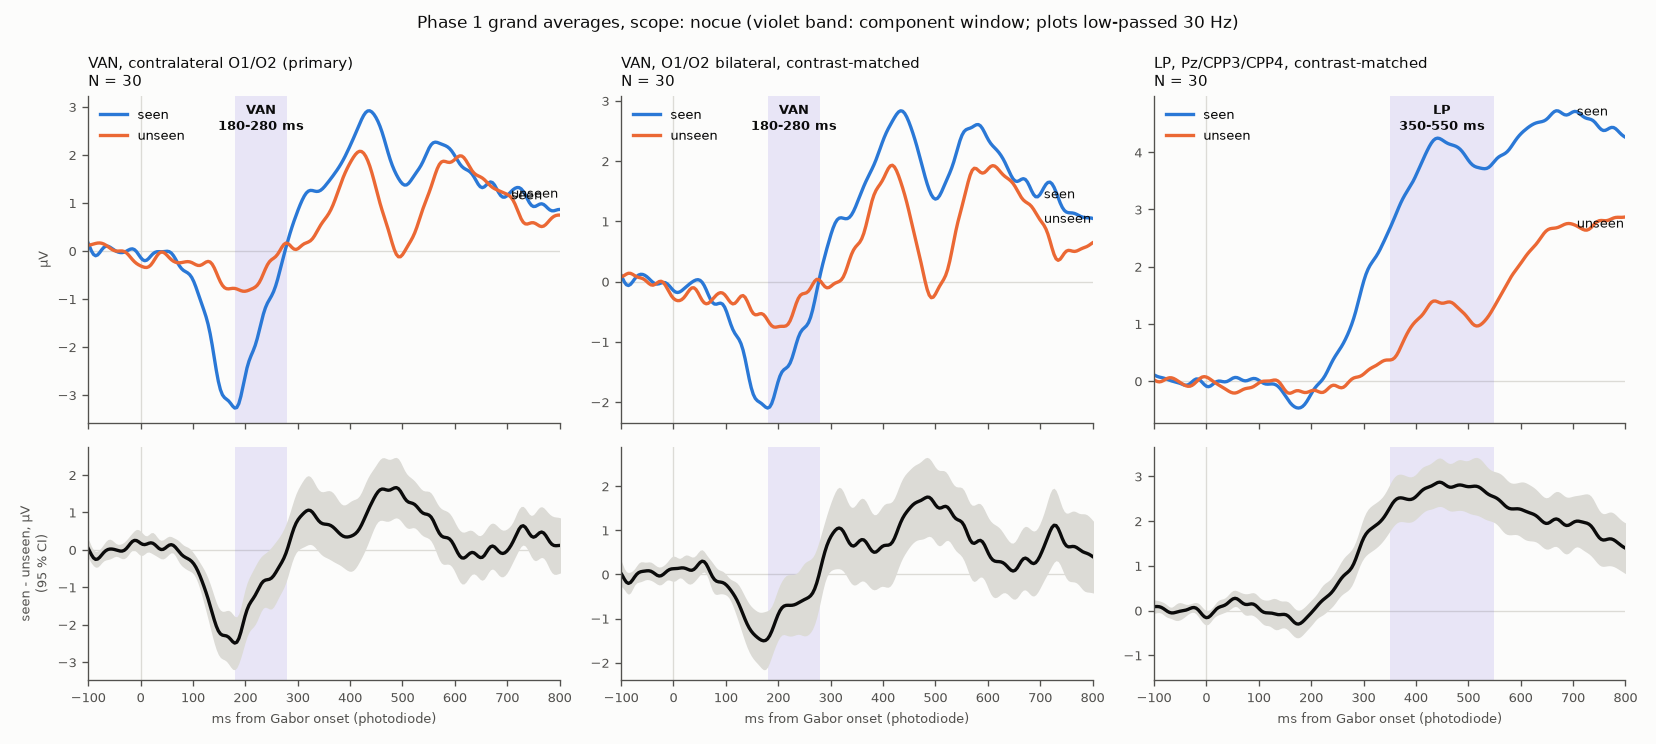 Phase 1 grand averages, scope: nocue (violet band: component window; plots low-passed 30 Hz)
VAN, contralateral O1/O2 (primary)
N = 30
VAN
180-280 ms
seen
unseen
3
2
1
0
−1
−2
−3
µV
unseen
seen
VAN, O1/O2 bilateral, contrast-matched
N = 30
VAN
180-280 ms
seen
unseen
3
2
1
0
−1
−2
seen
unseen
LP, Pz/CPP3/CPP4, contrast-matched
N = 30
LP
350-550 ms
seen
unseen
4
3
2
1
0
seen
unseen
2
1
0
−1
−2
−3
seen - unseen, µV
(95 % CI)
−100 0 100 200 300 400 500 600 700 800
ms from Gabor onset (photodiode)
2
1
0
−1
−2
−100 0 100 200 300 400 500 600 700 800
ms from Gabor onset (photodiode)
3
2
1
0
−1
−100 0 100 200 300 400 500 600 700 800
ms from Gabor onset (photodiode)